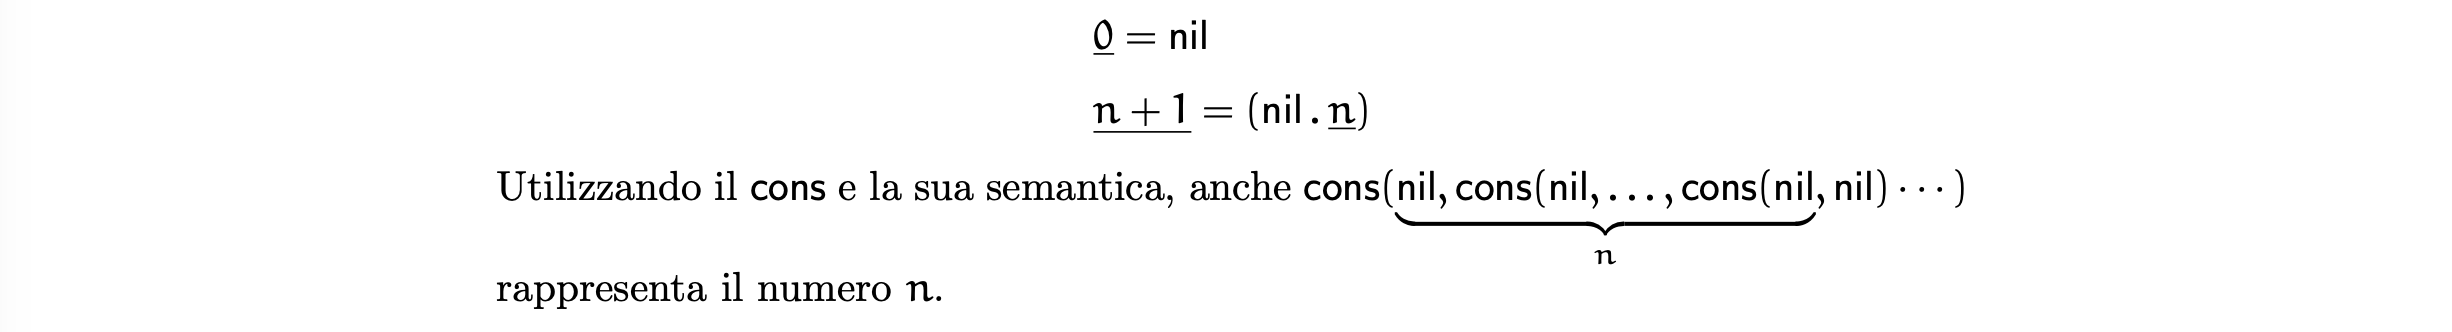 0 = nil
n + 1 = (nil . n)
Utilizzando il cons e la sua semantica, anche cons(nil, cons(nil, . . . , cons(nil, nil) · · · )
n
rappresenta il numero n.